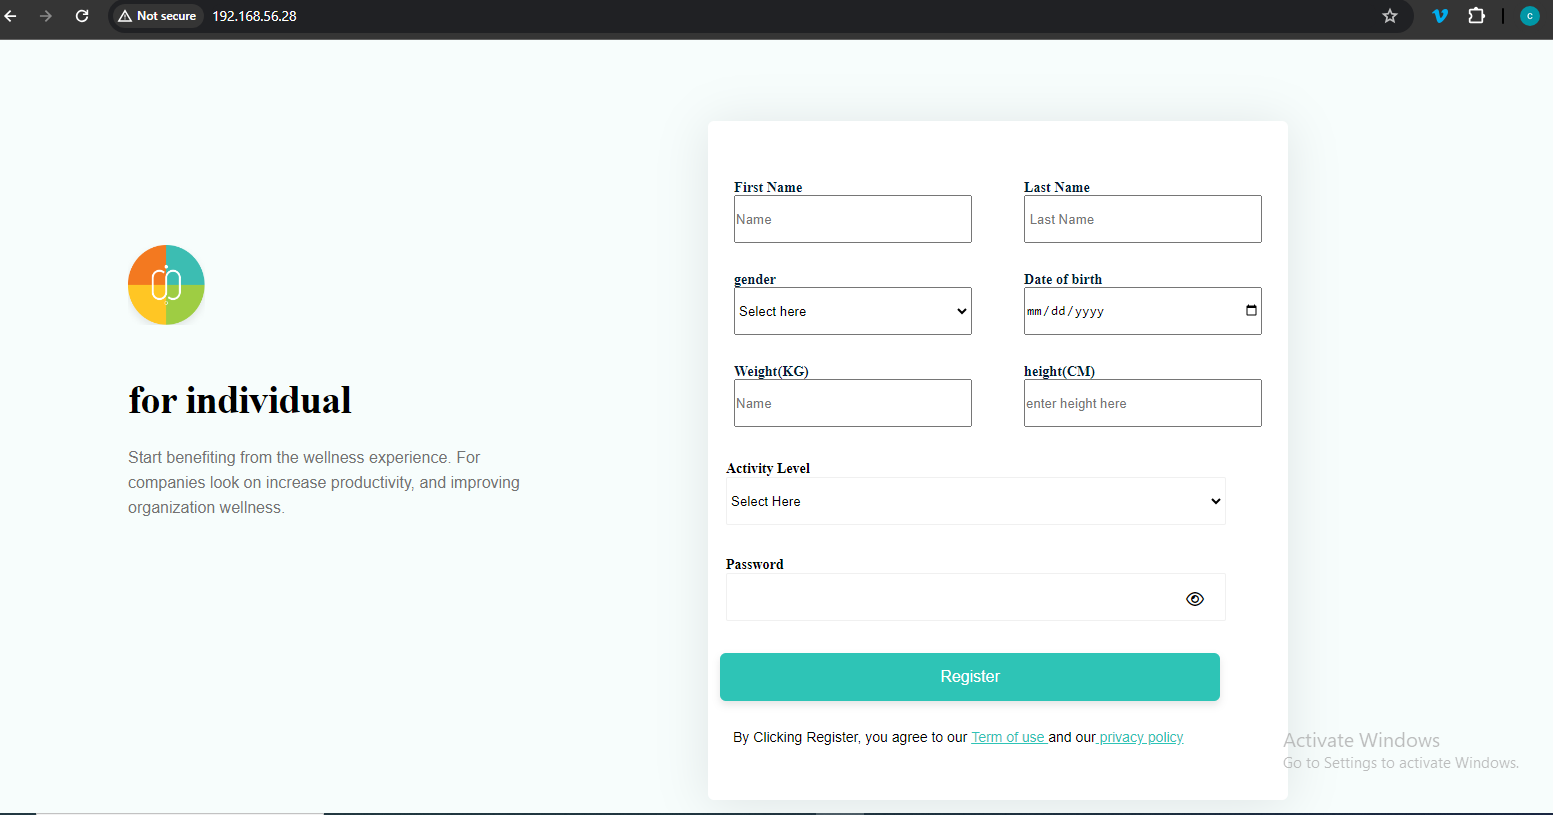 Not secure 192.168.56.28
c
First Name
Name
Last Name
Last Name
gender
Select here
Date of birth
mm/dd/yyyy
Weight(KG)
Name
height(CM)
enter height here
for individual
Start benefiting from the wellness experience. For
companies look on increase productivity, and improving
organization wellness.
Activity Level
Select Here
Password
Register
By Clicking Register, you agree to our Term of use and our privacy policy
Activate Windows
Go to Settings to activate Windows.